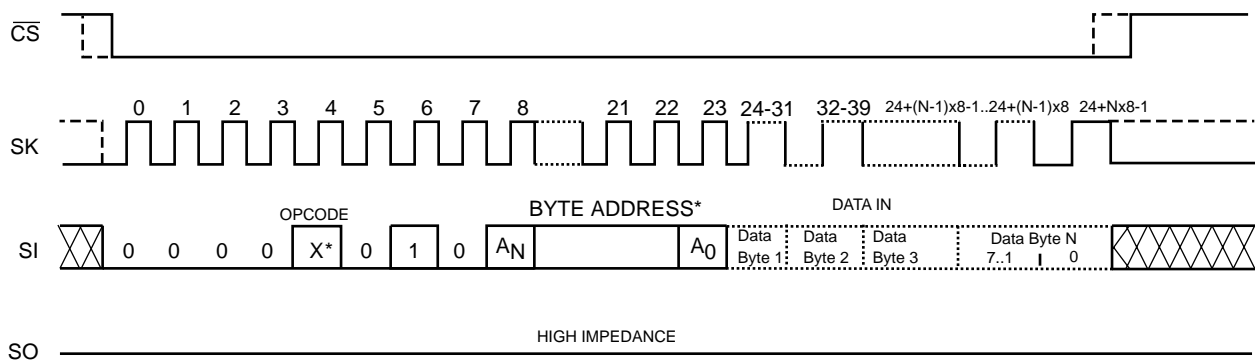 CS
0 1 2 3 4 5 6 7 8 21 22 23 24-31 32-39 24+(N-1)x8-1..24+(N-1)x8 24+Nx8-1
SK
OPCODE BYTE ADDRESS* DATA IN
SI 0 0 0 0 X* 0 1 0 AN A0 Data Byte 1 Data Byte 2 Data Byte 3 Data Byte N
7..1 0
HIGH IMPEDANCE
SO